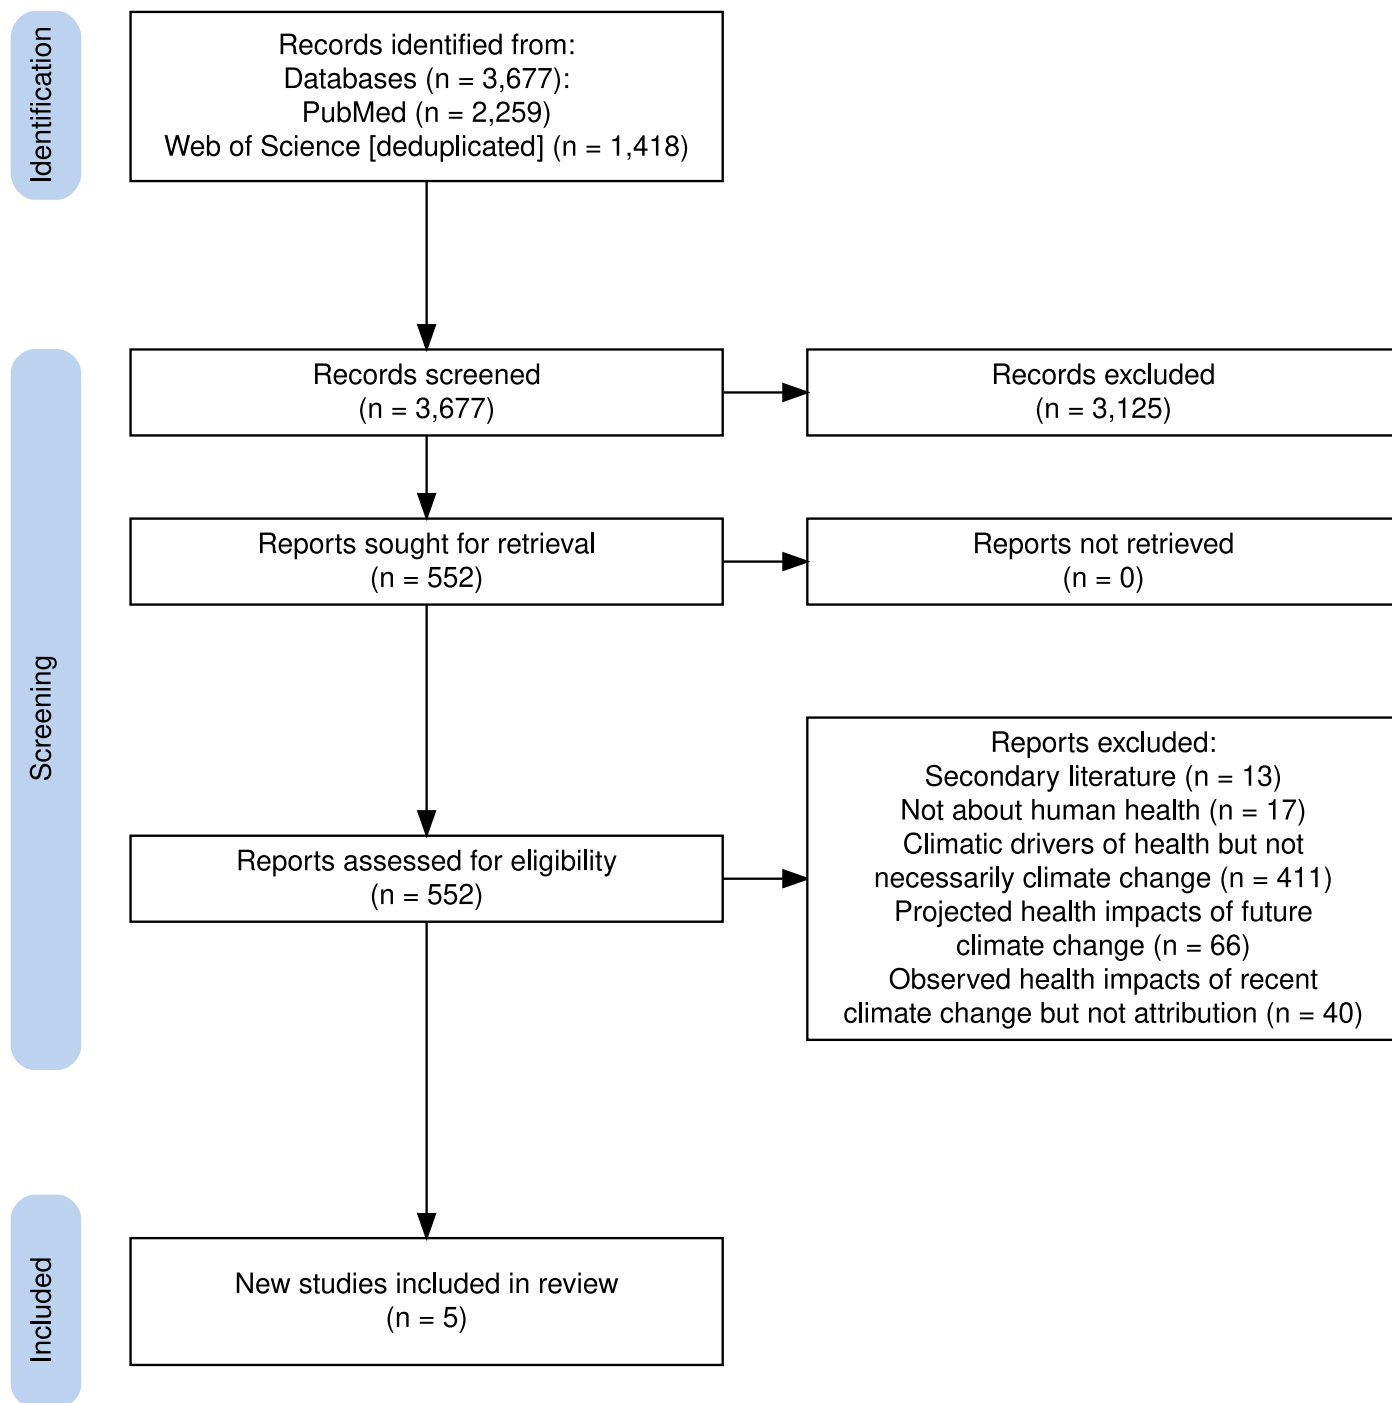 Identification
Records identified from:
Databases (n = 3,677):
PubMed (n = 2,259)
Web of Science [deduplicated] (n = 1,418)
Screening
Records screened
(n = 3,677)
Records excluded
(n = 3,125)
Reports sought for retrieval
(n = 552)
Reports not retrieved
(n = 0)
Reports assessed for eligibility
(n = 552)
Reports excluded:
Secondary literature (n = 13)
Not about human health (n = 17)
Climatic drivers of health but not
necessarily climate change (n = 411)
Projected health impacts of future
climate change (n = 66)
Observed health impacts of recent
climate change but not attribution (n = 40)
Included
New studies included in review
(n = 5)